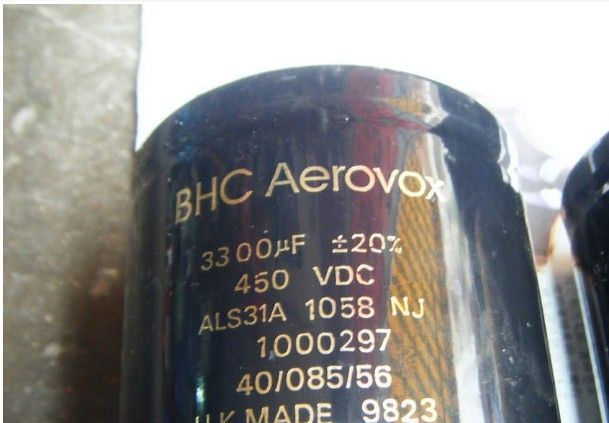 BHC Aerovox
3300µF ±20%
450 VDC
ALS31A 1058 NJ
1000297
40/085/56
U.K MADE 9823